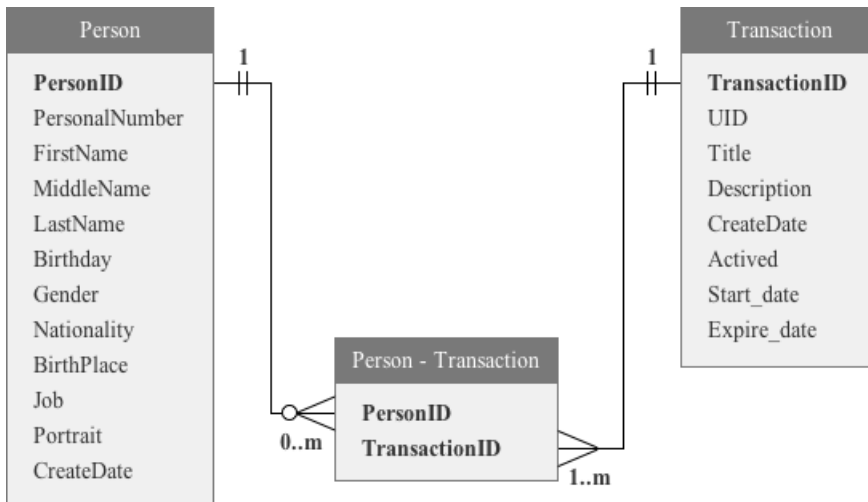 Person
PersonID
PersonalNumber
FirstName
MiddleName
LastName
Birthday
Gender
Nationality
BirthPlace
Job
Portrait
CreateDate
1
0..m
Person - Transaction
PersonID
TransactionID
1
1..m
Transaction
TransactionID
UID
Title
Description
CreateDate
Actived
Start_date
Expire_date